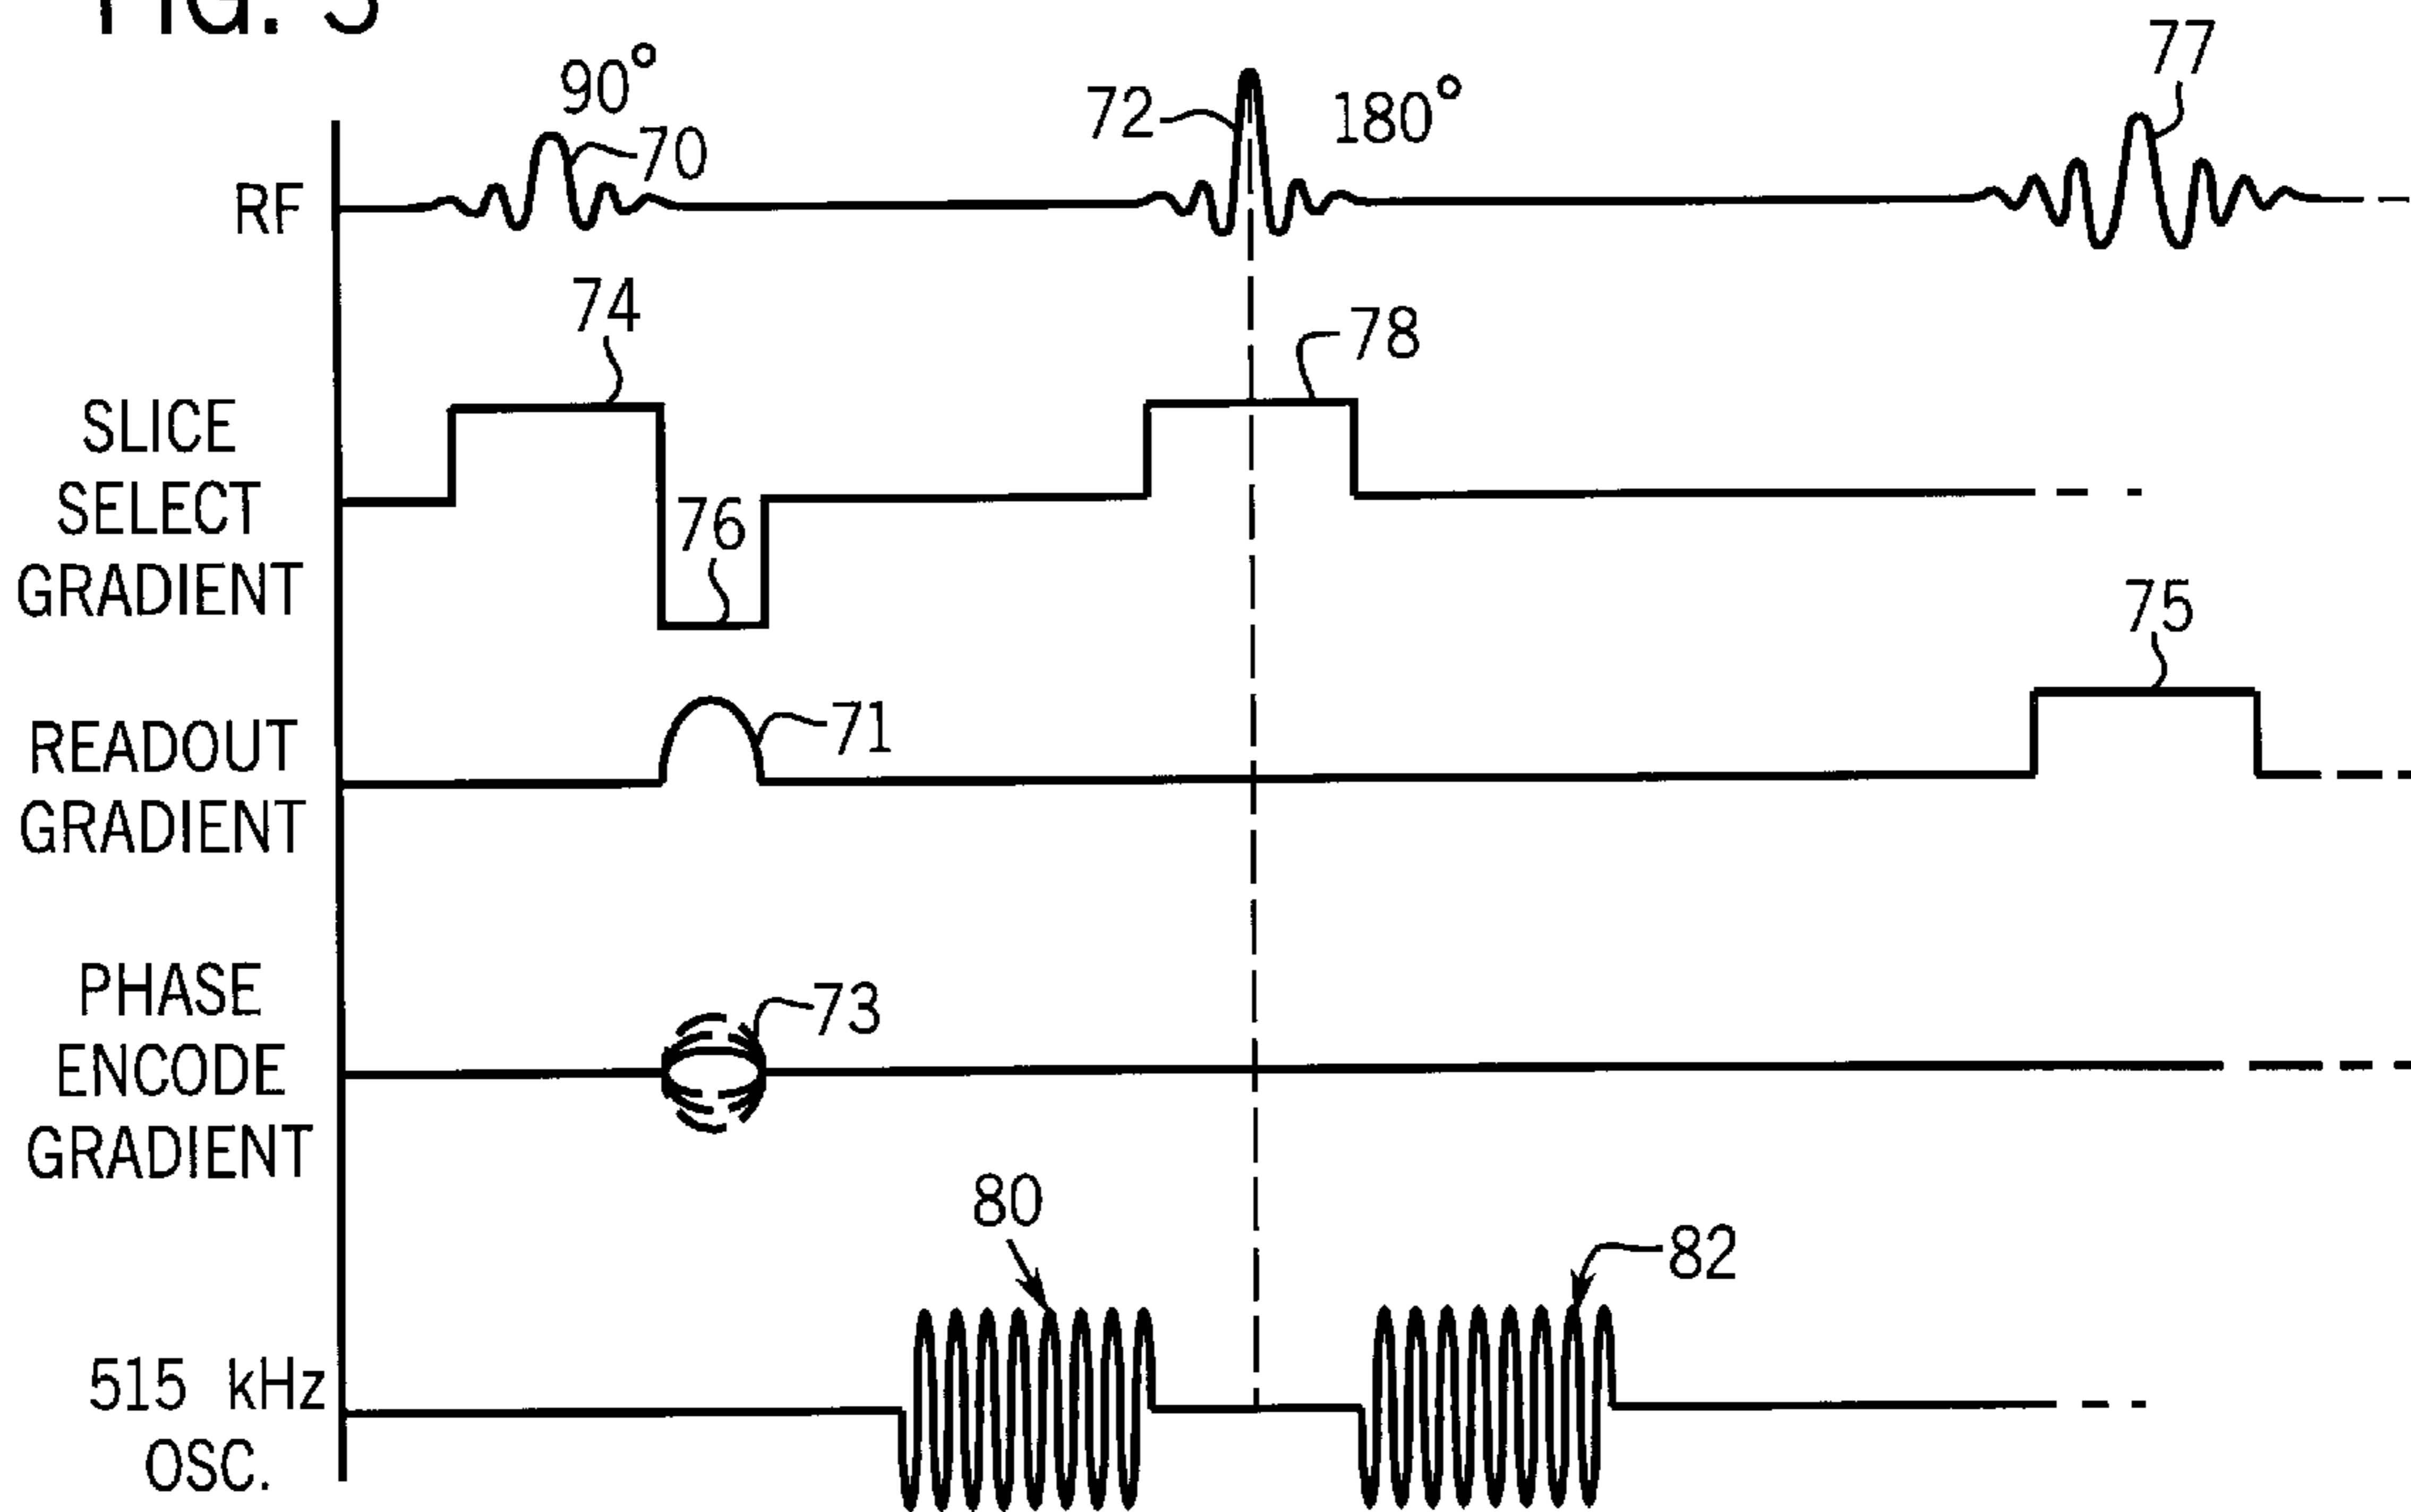 90°
70
72
180°
77
RF
74
78
SLICE
SELECT
GRADIENT
76
75
READOUT
GRADIENT
71
PHASE
ENCODE
GRADIENT
73
80
82
515 kHz
OSC.